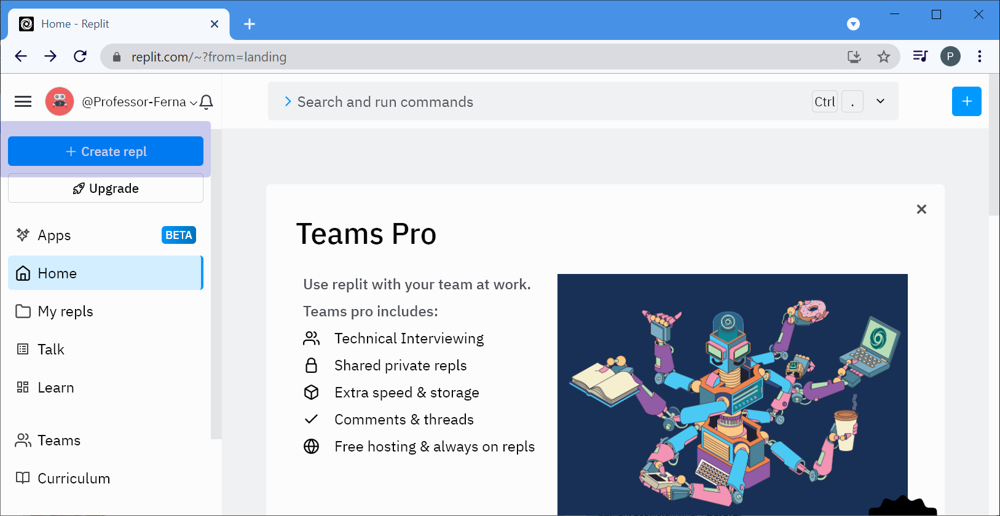 Home - Replit
replit.com/~?from=landing
P
@Professor-Ferna
Search and run commands
Ctrl .
+ Create repl
Upgrade
Apps BETA
Home
My repls
Talk
Learn
Teams
Curriculum
Teams Pro
Use replit with your team at work.
Teams pro includes:
Technical Interviewing
Shared private repls
Extra speed & storage
Comments & threads
Free hosting & always on repls